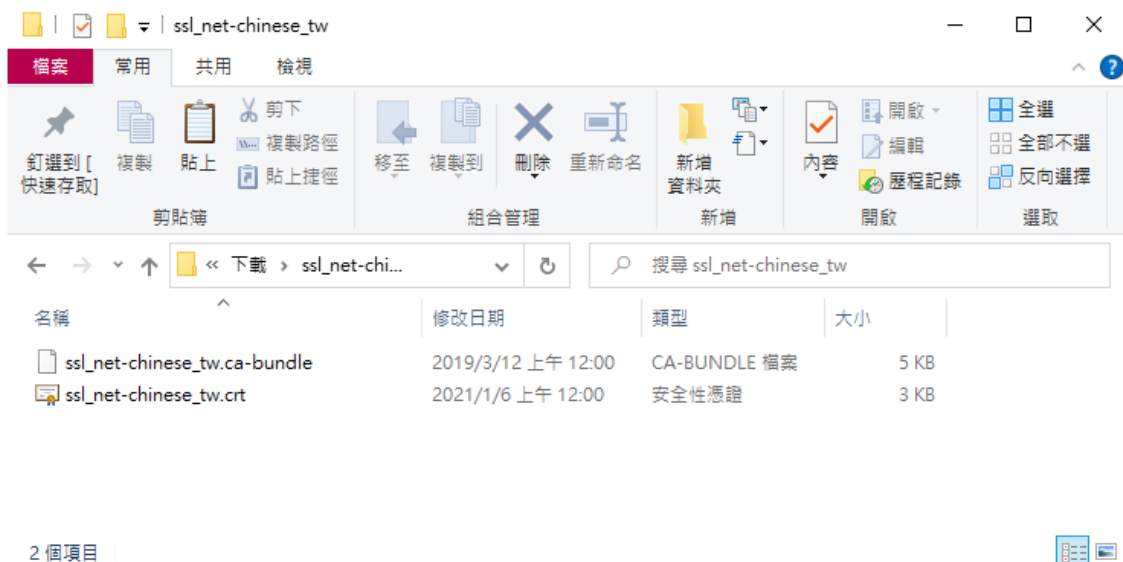 ssl_net-chinese_tw
檔案 常用 共用 檢視
釘選到 [
快速存取]
複製
貼上
剪下
複製路徑
貼上捷徑
剪貼簿
移至
複製到
刪除
重新命名
組合管理
新增
資料夾
新增
內容
開啟
編輯
歷程記錄
開啟
全選
全部不選
反向選擇
選取
« 下載 › ssl_net-chi...
搜尋 ssl_net-chinese_tw
名稱 修改日期 類型 大小
ssl_net-chinese_tw.ca-bundle 2019/3/12 上午 12:00 CA-BUNDLE 檔案 5 KB
ssl_net-chinese_tw.crt 2021/1/6 上午 12:00 安全性憑證 3 KB
2 個項目